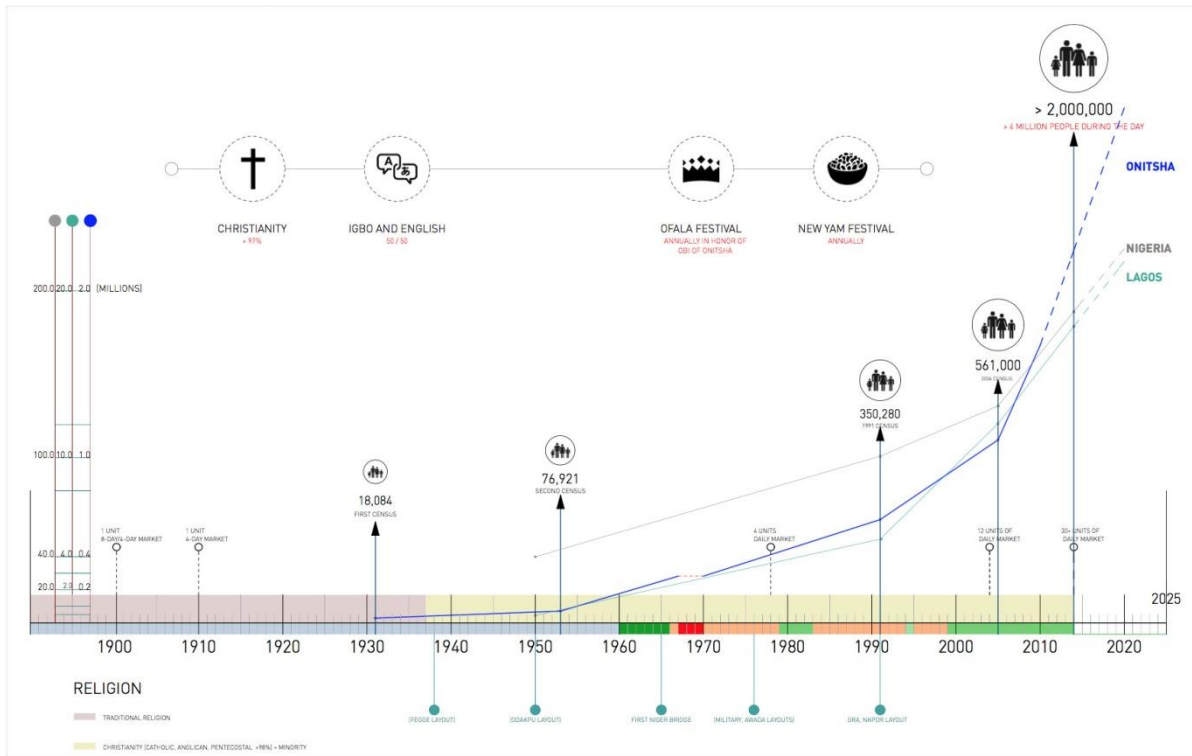 > 2,000,000
> 4 MILLION PEOPLE DURING THE DAY
ONITSHA
CHRISTIANITY
> 97%
IGBO AND ENGLISH
50 / 50
OFALA FESTIVAL
ANNUALLY IN HONOR OF
OBI OF ONITSHA
NEW YAM FESTIVAL
ANNUALLY
NIGERIA
LAGOS
200.0 20.0 2.0 (MILLIONS)
561,000
2006 CENSUS
350,280
1991 CENSUS
100.0 10.0 1.0
76,921
SECOND CENSUS
18,084
FIRST CENSUS
1 UNIT
8-DAY/4-DAY MARKET
1 UNIT
4-DAY MARKET
4 UNITS
DAILY MARKET
12 UNITS OF
DAILY MARKET
30+ UNITS OF
DAILY MARKET
40.0 4.0 0.4
20.0 2.0 0.2
2025
1900 1910 1920 1930 1940 1950 1960 1970 1980 1990 2000 2010 2020
RELIGION
TRADITIONAL RELIGION
(FEGGE LAYOUT)
(ODAKPU LAYOUT)
FIRST NIGER BRIDGE
(MILITARY, AWADA LAYOUTS)
GRA, NKPOR LAYOUT
CHRISTIANITY (CATHOLIC, ANGLICAN, PENTECOSTAL >98%) + MINORITY